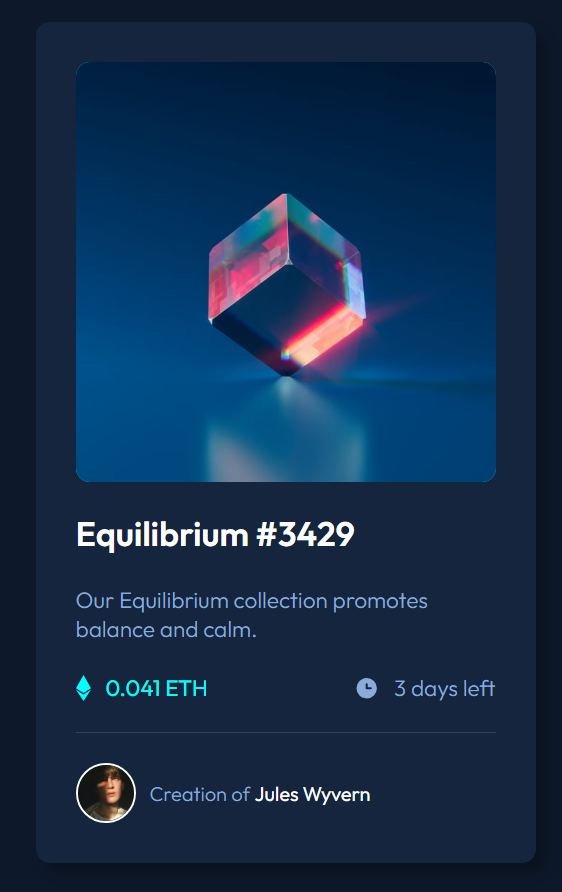 Equilibrium #3429
Our Equilibrium collection promotes
balance and calm.
0.041 ETH
3 days left
Creation of Jules Wyvern